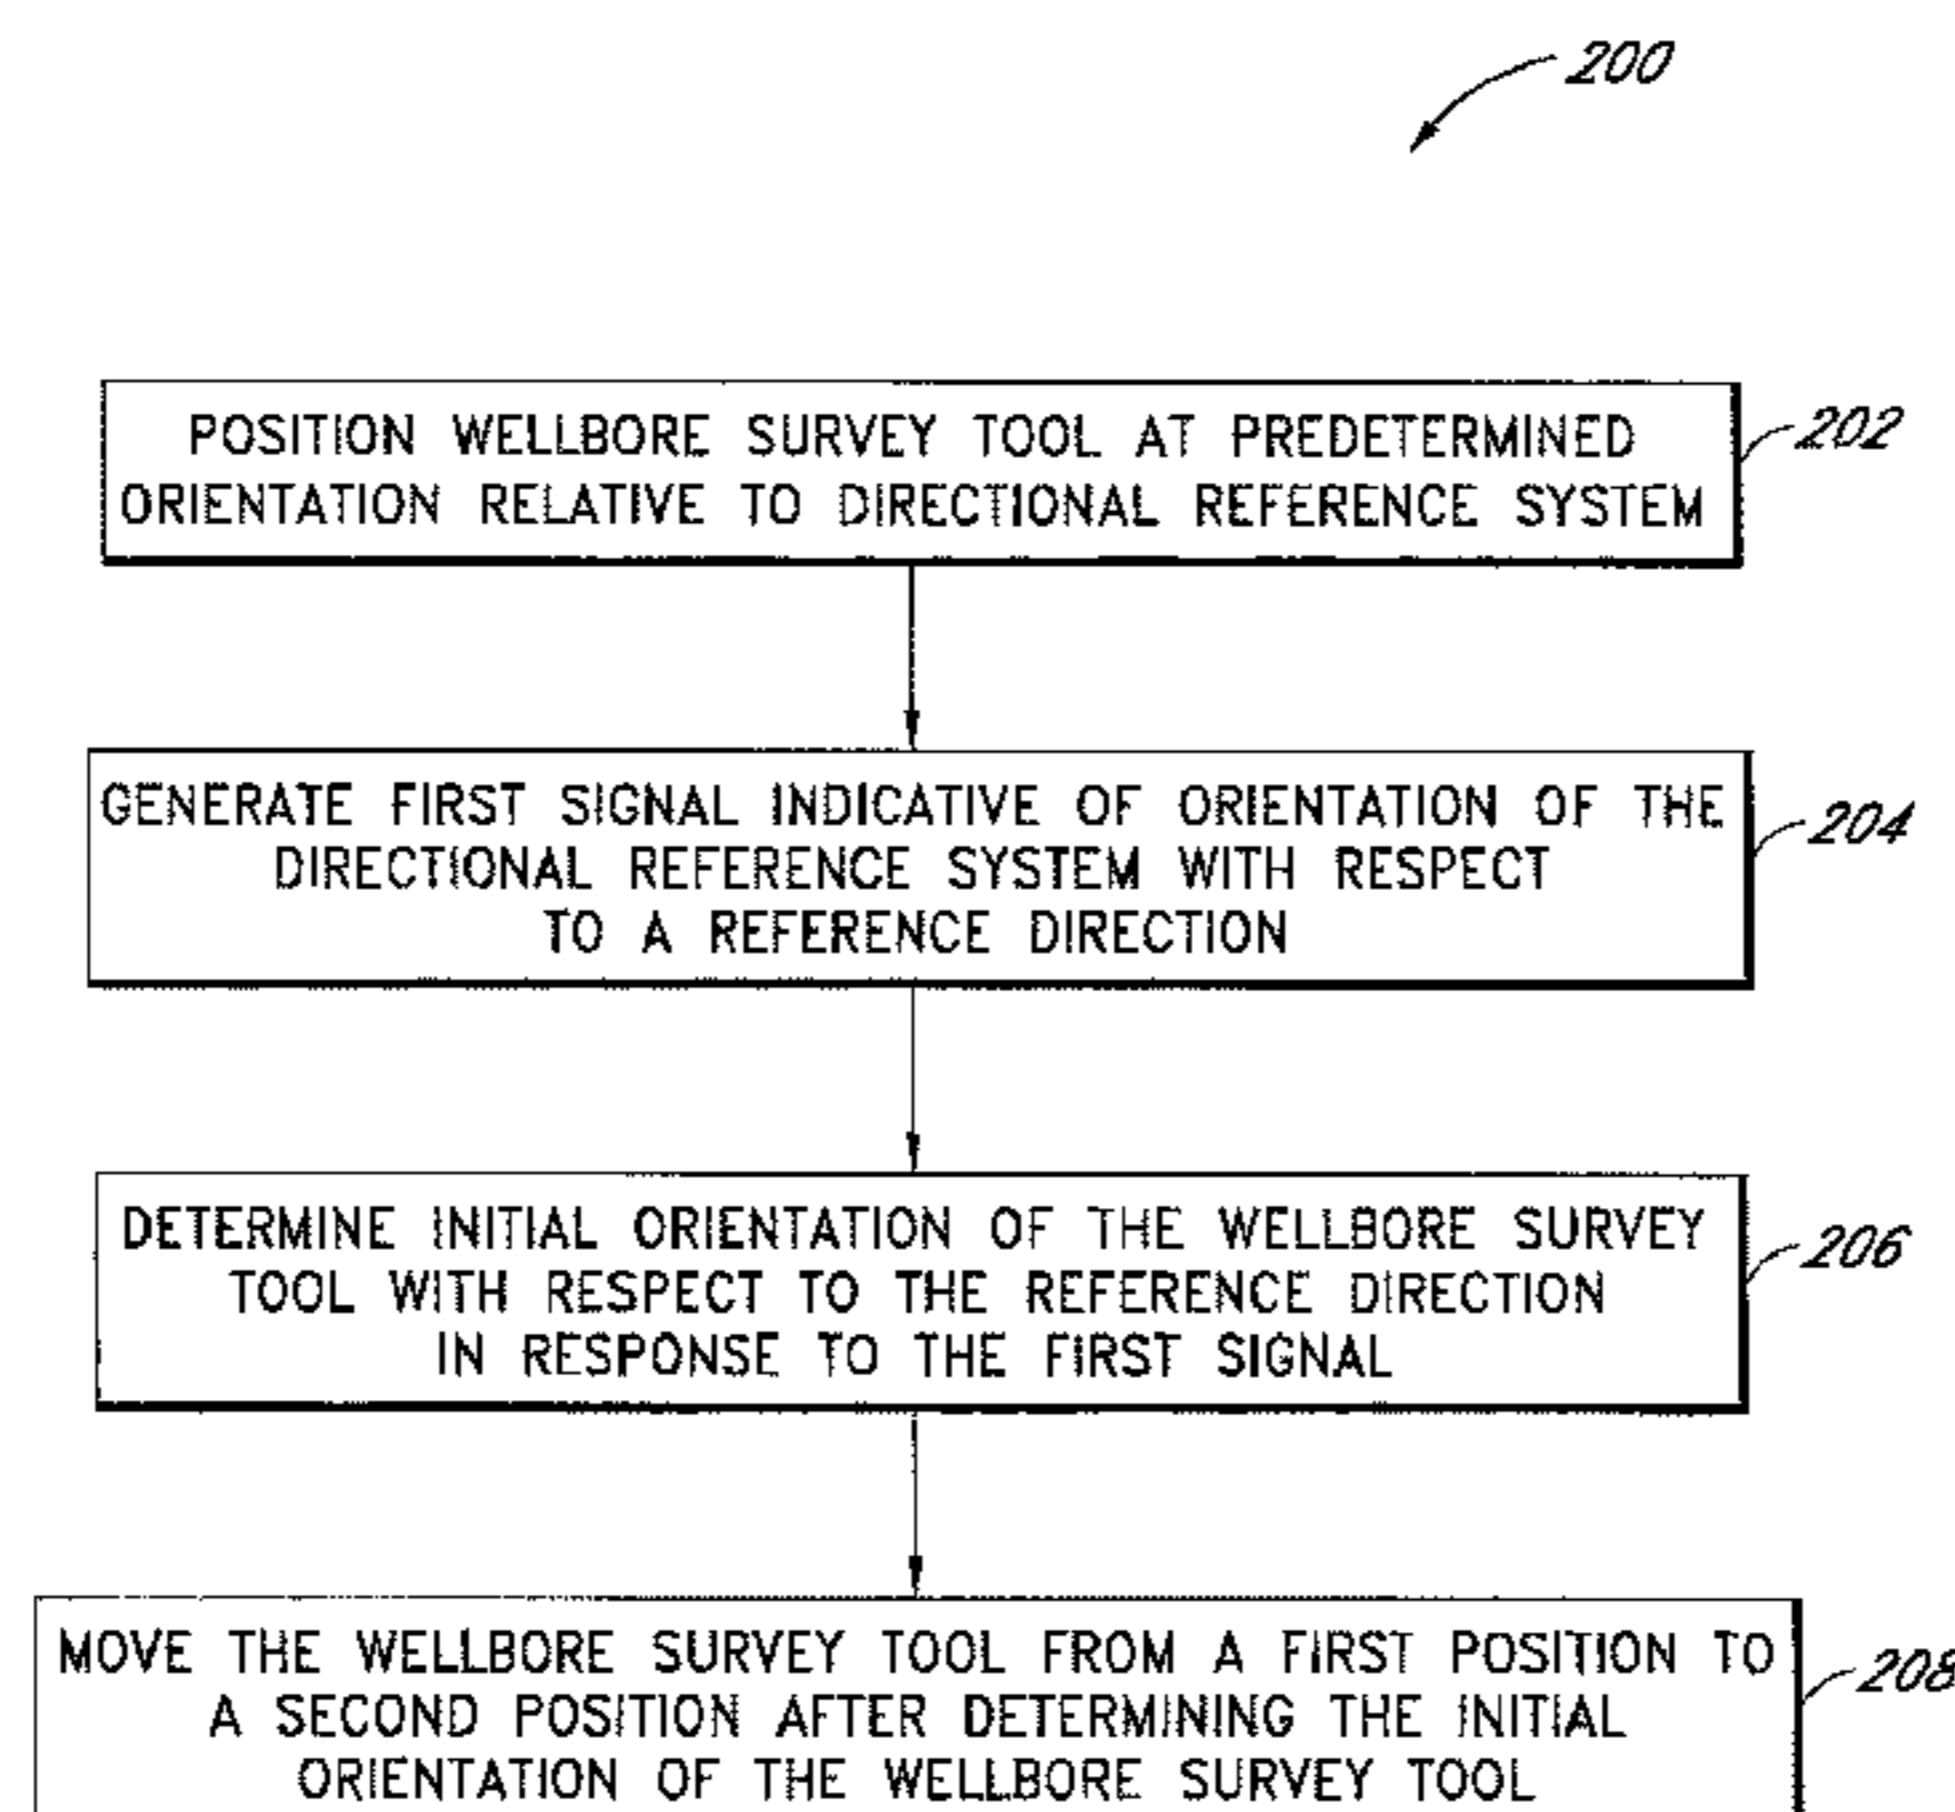 200
POSITION WELLBORE SURVEY TOOL AT PREDETERMINED
ORIENTATION RELATIVE TO DIRECTIONAL REFERENCE SYSTEM
202
GENERATE FIRST SIGNAL INDICATIVE OF ORIENTATION OF THE
DIRECTIONAL REFERENCE SYSTEM WITH RESPECT
TO A REFERENCE DIRECTION
204
DETERMINE INITIAL ORIENTATION OF THE WELLBORE SURVEY
TOOL WITH RESPECT TO THE REFERENCE DIRECTION
IN RESPONSE TO THE FIRST SIGNAL
206
MOVE THE WELLBORE SURVEY TOOL FROM A FIRST POSITION TO
A SECOND POSITION AFTER DETERMINING THE INITIAL
ORIENTATION OF THE WELLBORE SURVEY TOOL
208